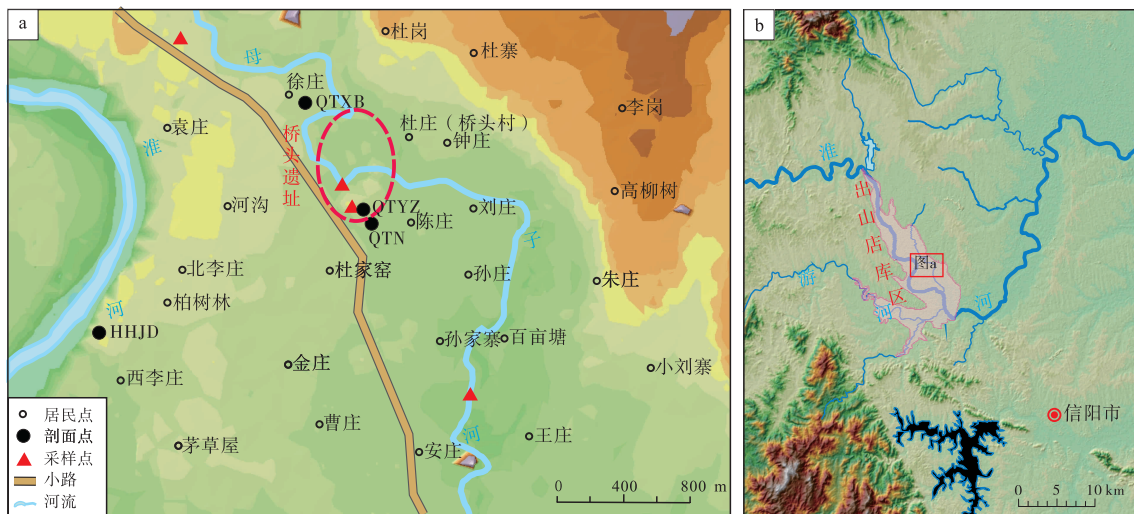 a
杜岗
杜寨
母
河
徐庄
QTXB
李岗
袁庄
淮
桥头遗址
杜庄（桥头村）
钟庄
高柳树
河沟
QTYZ
陈庄
刘庄
QTN
子
北李庄
杜家窑
孙庄
朱庄
柏树林
河
HHJD
孙家寨
百亩塘
金庄
小刘寨
西李庄
曹庄
河
王庄
茅草屋
安庄
居民点
剖面点
采样点
小路
河流
0 400 800 m
b
淮
出山店库区
图a
游
河
河
信阳市
0 5 10 km